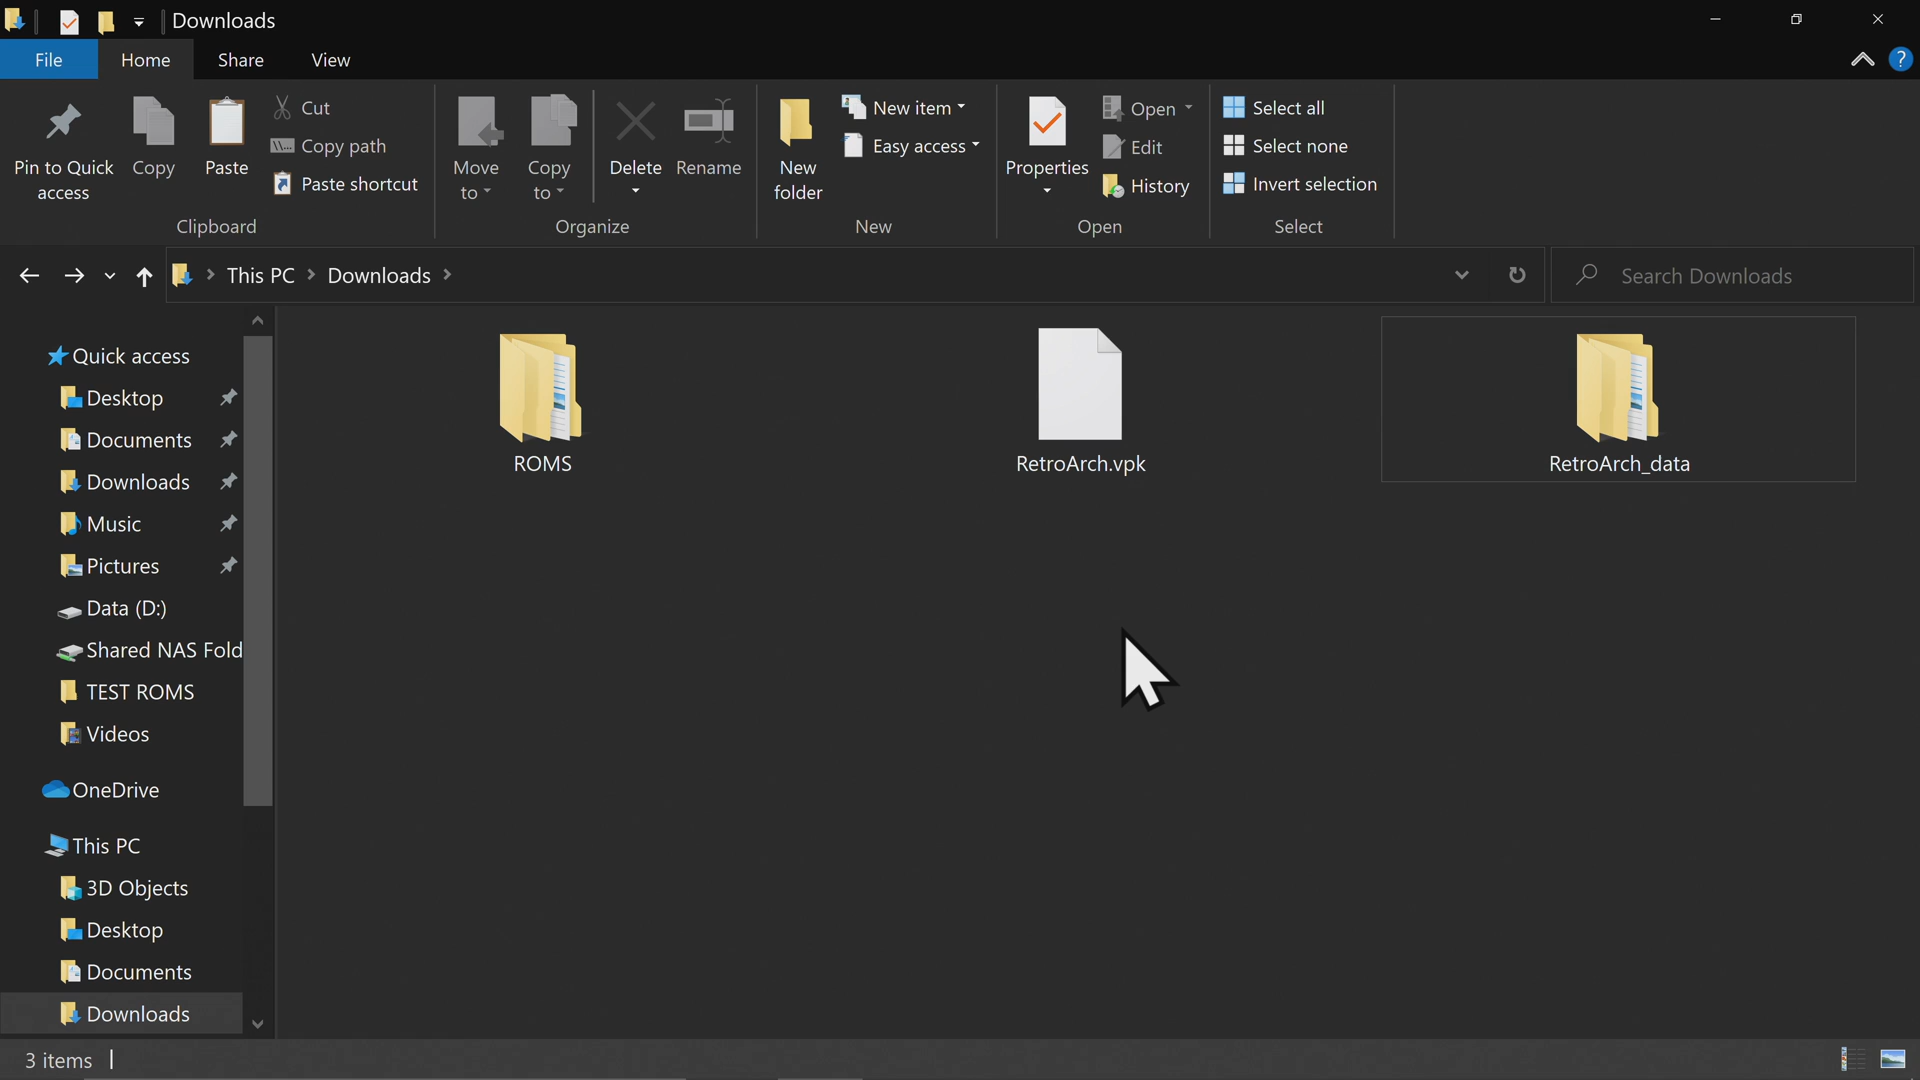 Downloads
File
Home
Share
View
?
Pin to Quick
access
Copy
Paste
Cut
Copy path
Paste shortcut
Clipboard
Move
to
Copy
to
Delete
Rename
Organize
New
folder
New item
Easy access
New
Properties
Open
Edit
History
Open
Select all
Select none
Invert selection
Select
This PC
Downloads
Search Downloads
Quick access
Desktop
Documents
Downloads
Music
Pictures
Data (D:)
Shared NAS Fold
TEST ROMS
Videos
OneDrive
This PC
3D Objects
Desktop
Documents
Downloads
ROMS
RetroArch.vpk
RetroArch_data
3 items